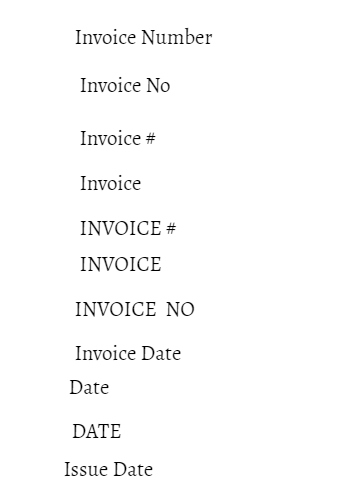 Invoice Number
Invoice No
Invoice #
Invoice
INVOICE #
INVOICE
INVOICE  NO
Invoice Date
Date
DATE
Issue Date